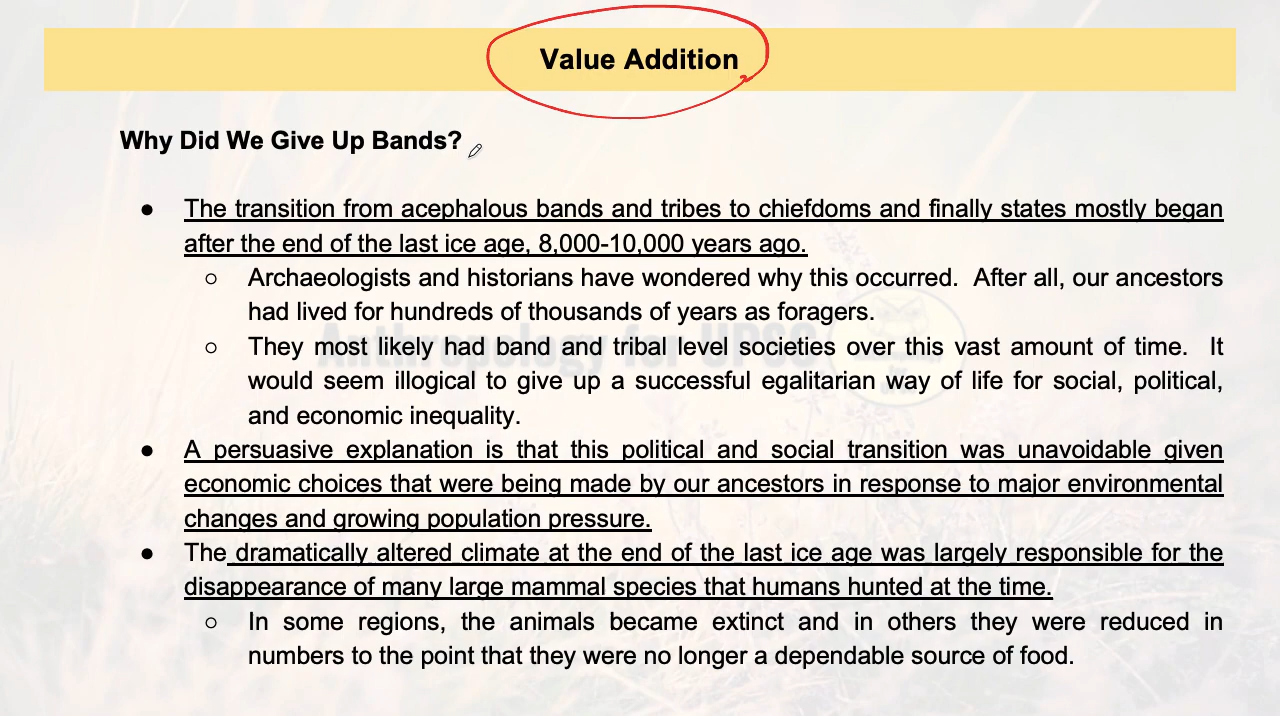 Value Addition
Why Did We Give Up Bands?
● The transition from acephalous bands and tribes to chiefdoms and finally states mostly began
after the end of the last ice age, 8,000-10,000 years ago.
○ Archaeologists and historians have wondered why this occurred. After all, our ancestors
had lived for hundreds of thousands of years as foragers.
○ They most likely had band and tribal level societies over this vast amount of time. It
would seem illogical to give up a successful egalitarian way of life for social, political,
and economic inequality.
Anthropology for UPSC
● A persuasive explanation is that this political and social transition was unavoidable given
economic choices that were being made by our ancestors in response to major environmental
changes and growing population pressure.
● The dramatically altered climate at the end of the last ice age was largely responsible for the
disappearance of many large mammal species that humans hunted at the time.
○ In some regions, the animals became extinct and in others they were reduced in
numbers to the point that they were no longer a dependable source of food.